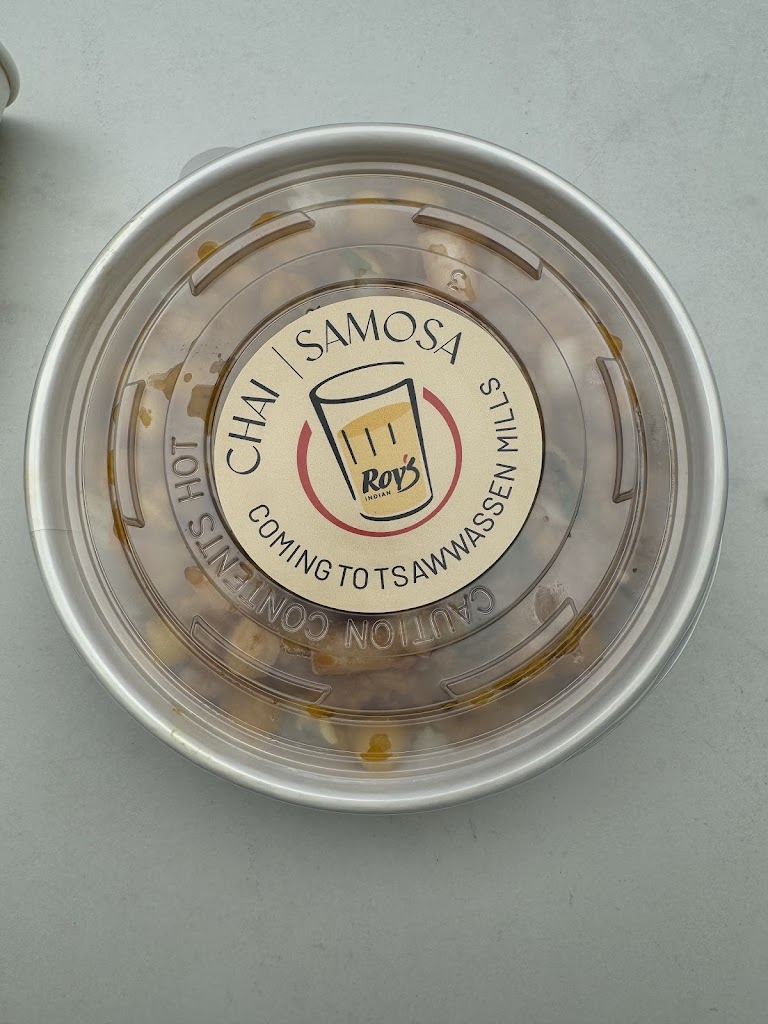 CHAI | SAMOSA
Roy's
INDIAN
COMING TO TSAWWASSEN MILLS
CAUTION CONTENTS HOT